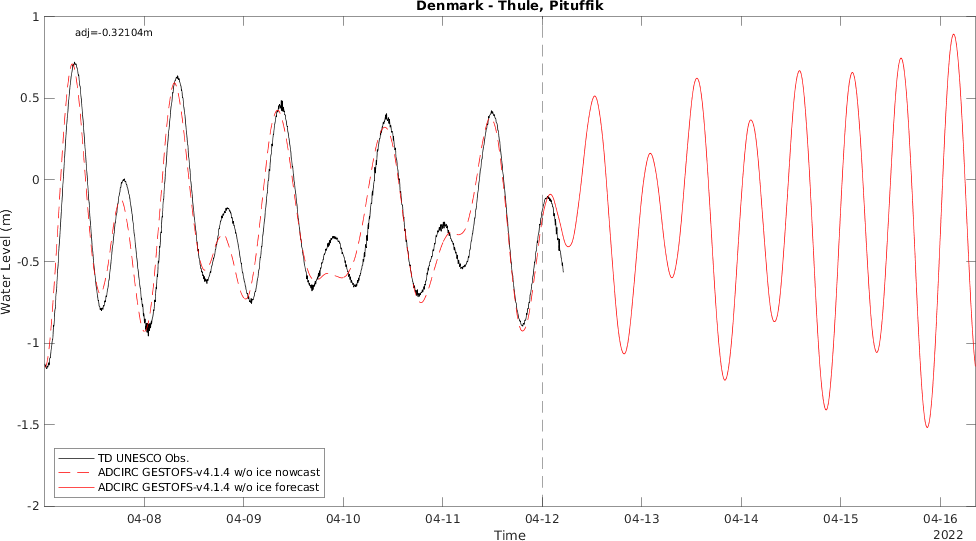 Denmark - Thule, Pituffik
adj=-0.32104m
1
0.5
0
-0.5
-1
-1.5
-2
Water Level (m)
TD UNESCO Obs.
ADCIRC GESTOFS-v4.1.4 w/o ice nowcast
ADCIRC GESTOFS-v4.1.4 w/o ice forecast
04-08 04-09 04-10 04-11 04-12 04-13 04-14 04-15 04-16
Time
2022